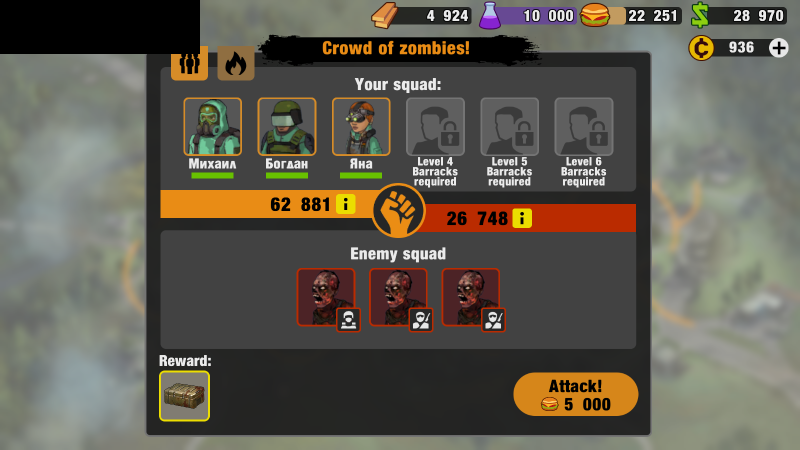 4 924 10 000 22 251 28 970
Crowd of zombies!
936
Your squad:
Михаил Богдан Яна
Level 4 Barracks required
Level 5 Barracks required
Level 6 Barracks required
62 881 i
26 748 i
Enemy squad
Reward:
Attack!
5 000